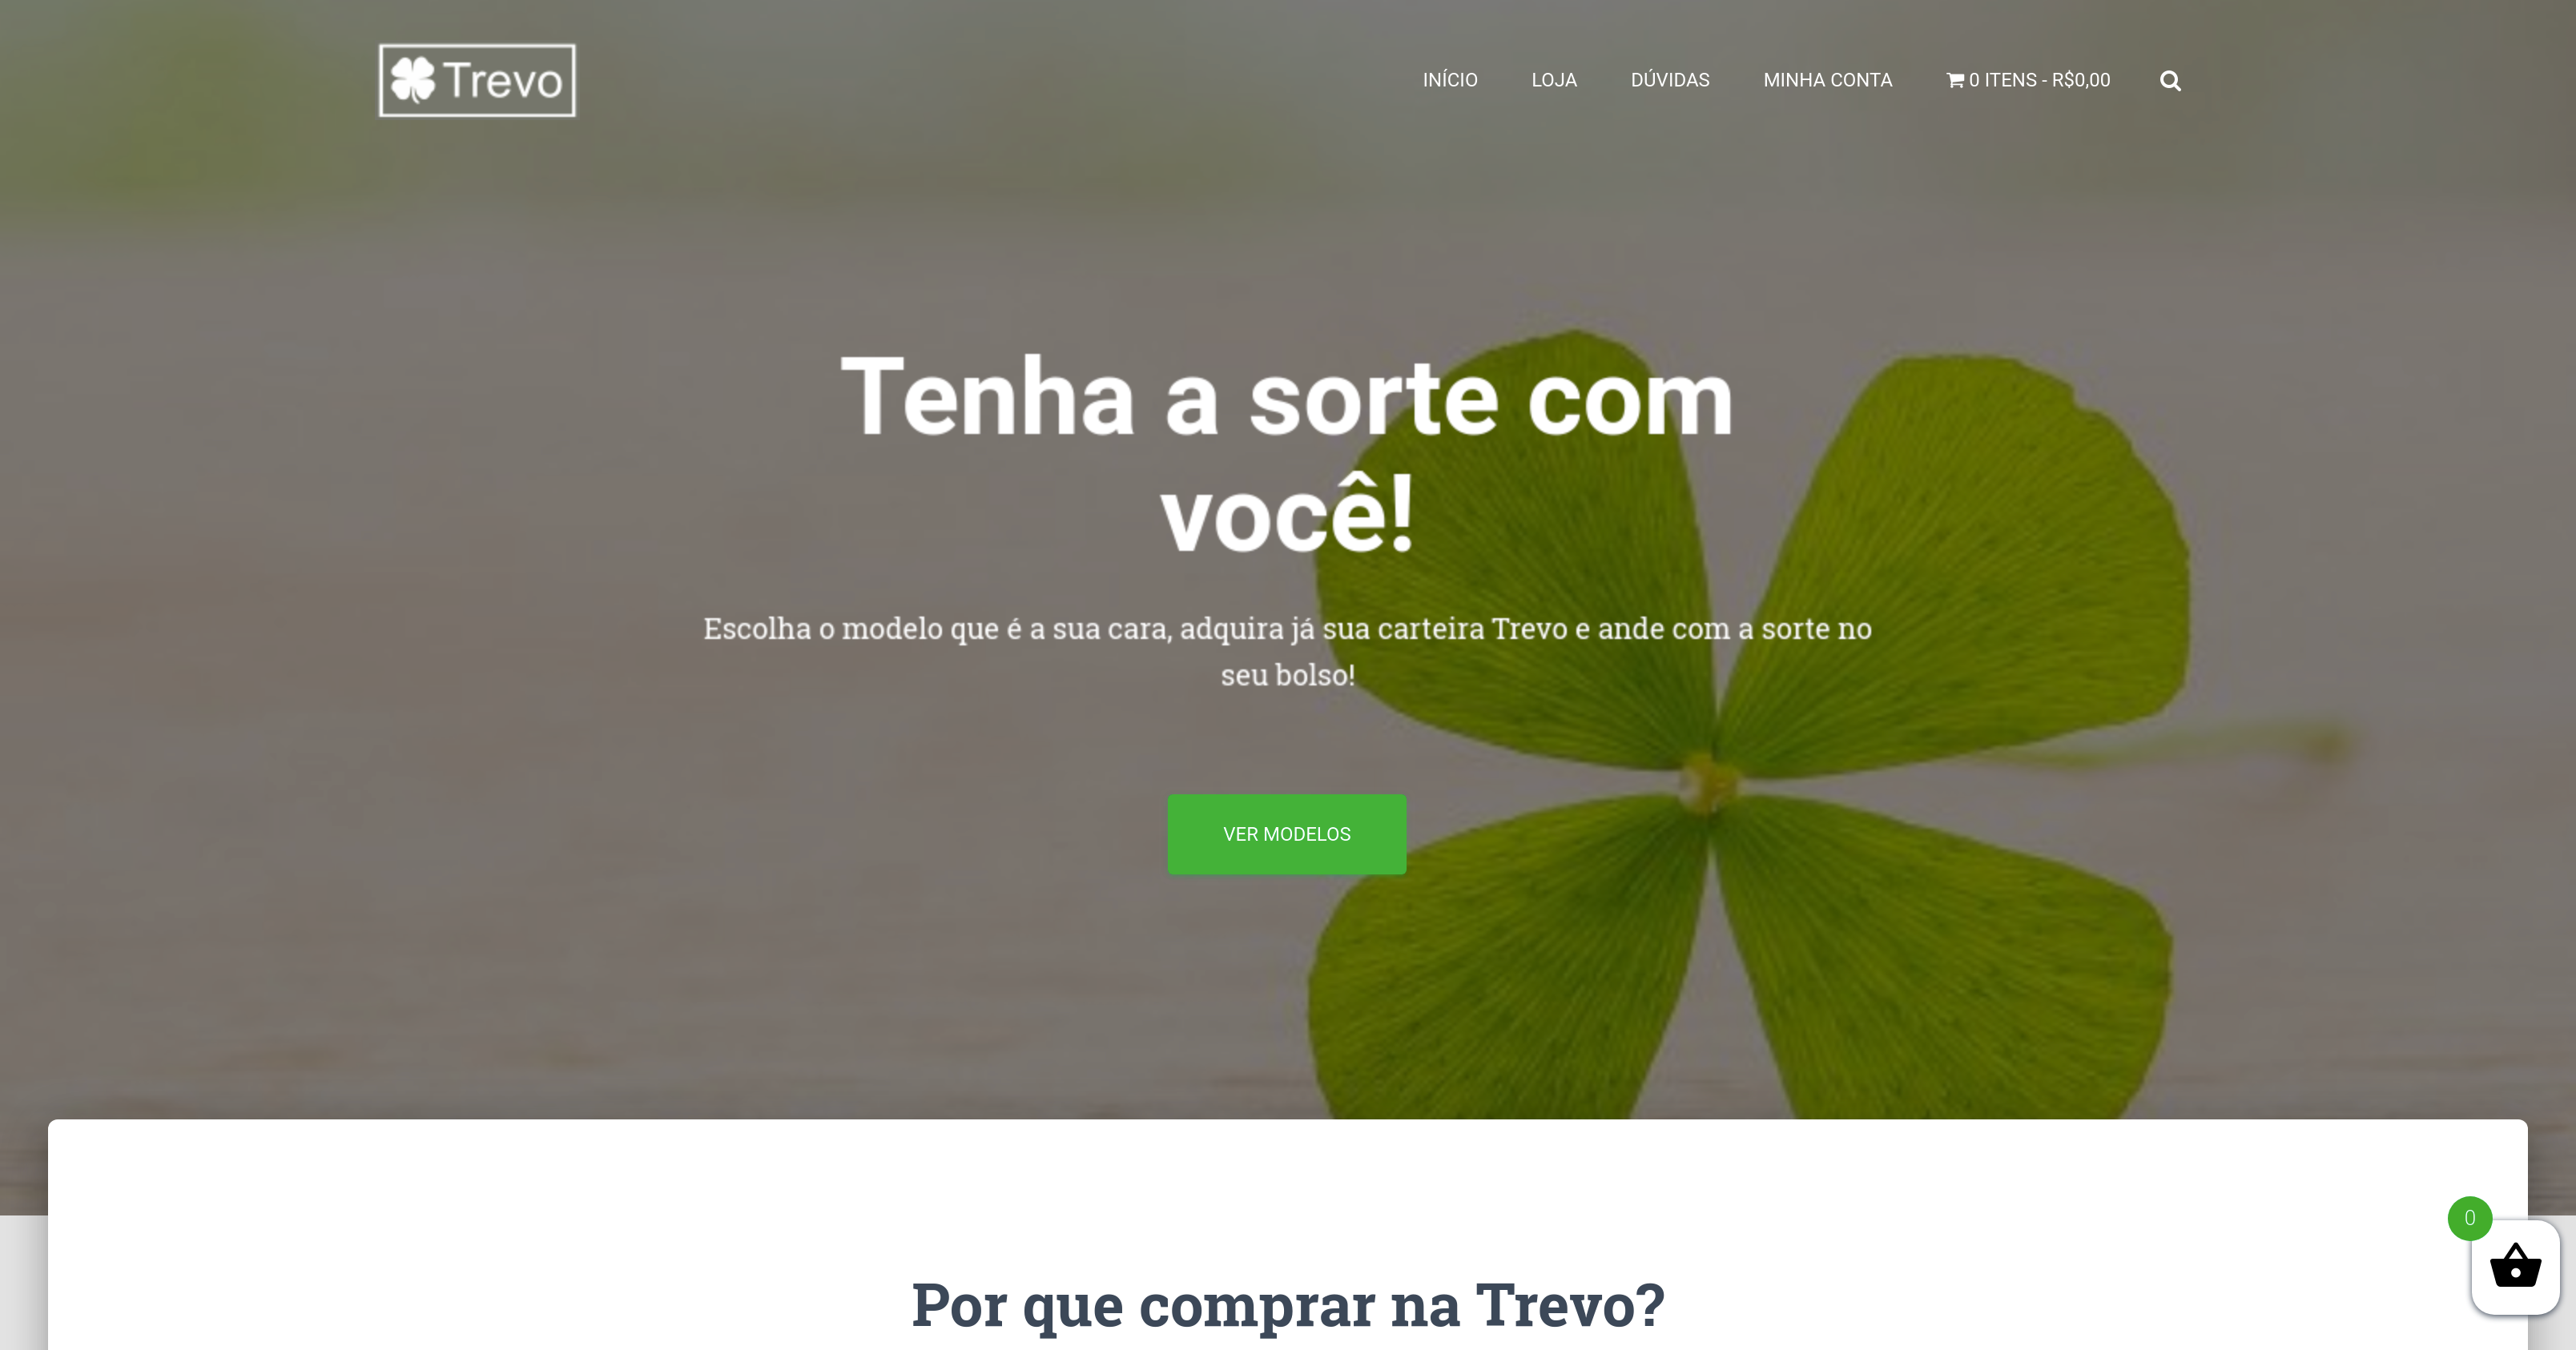 Trevo
INÍCIO
LOJA
DÚVIDAS
MINHA CONTA
0 ITENS - R$0,00
Tenha a sorte com
você!
Escolha o modelo que é a sua cara, adquira já sua carteira Trevo e ande com a sorte no
seu bolso!
VER MODELOS
0
Por que comprar na Trevo?